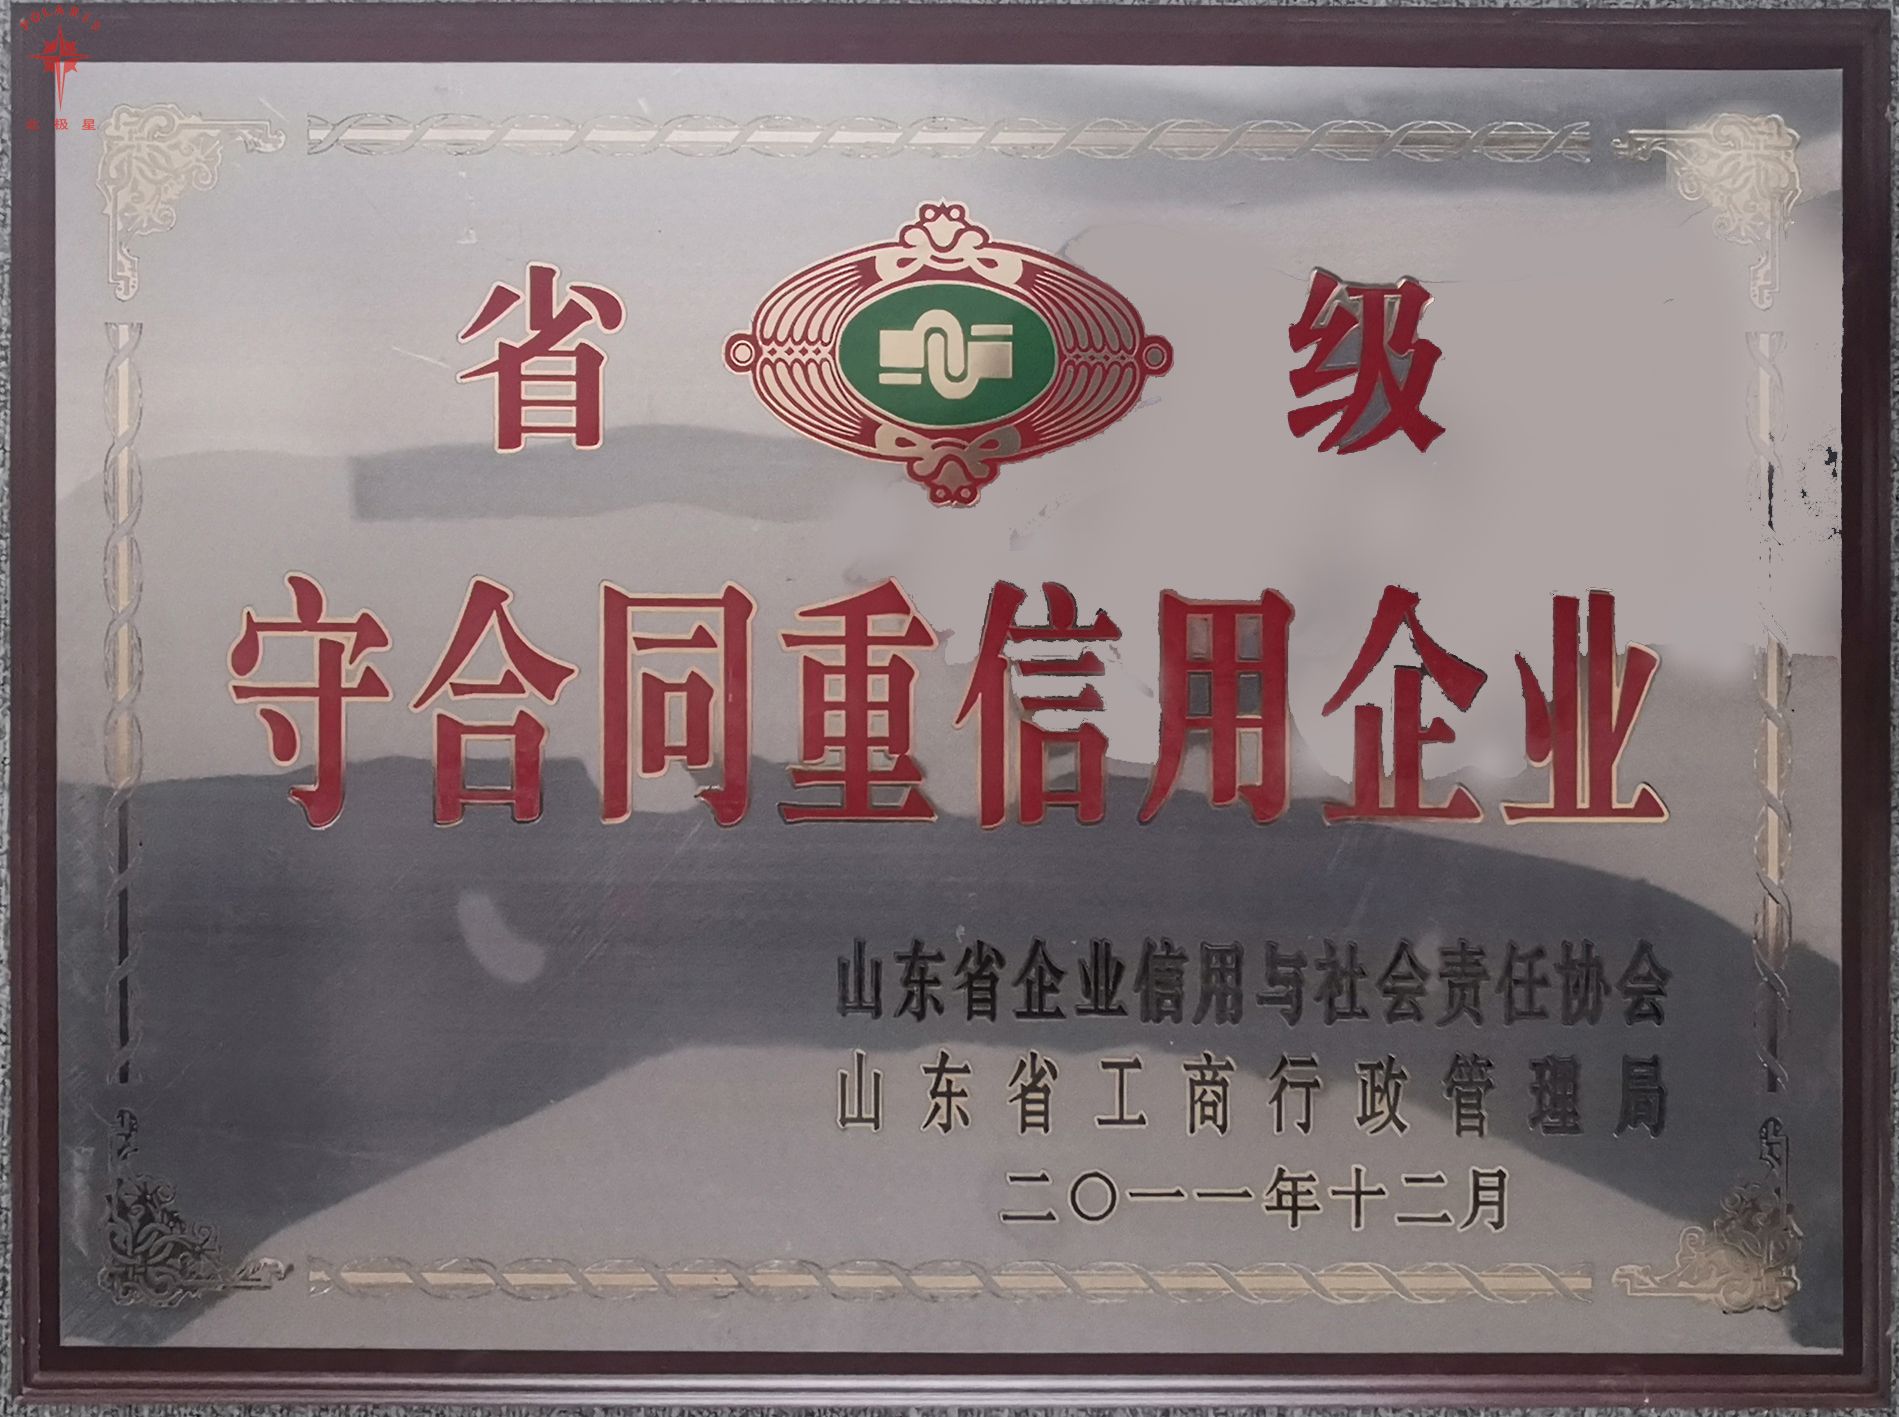 POLARIS
北极星
省 级
守合同重信用企业
山东省企业信用与社会责任协会
山东省工商行政管理局
二〇一一年十二月